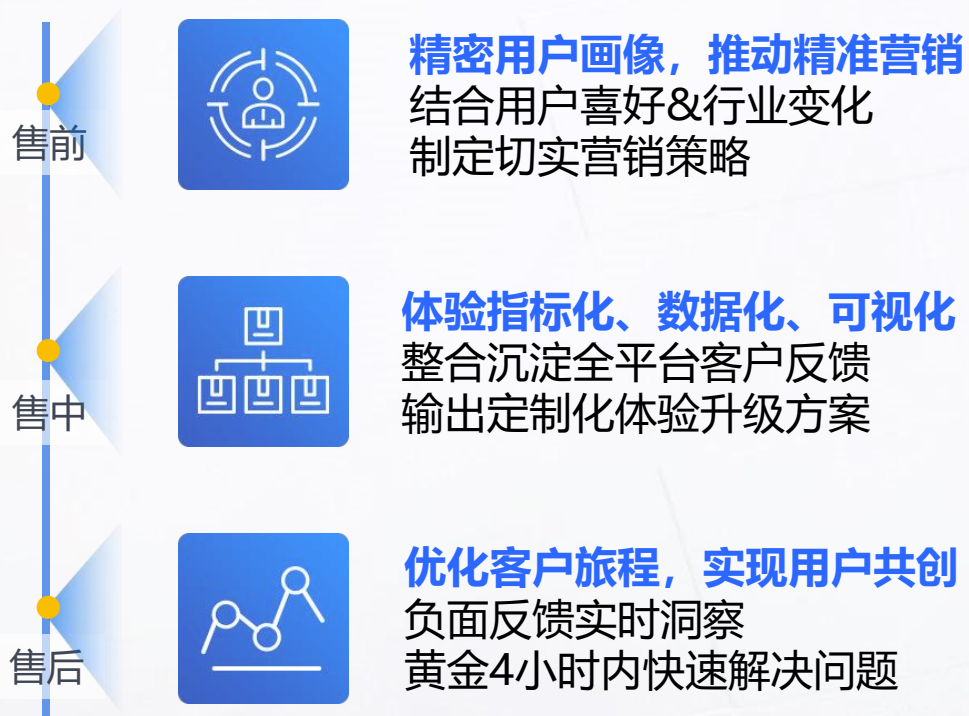 售前
精密用户画像，推动精准营销
结合用户喜好&行业变化
制定切实营销策略
售中
体验指标化、数据化、可视化
整合沉淀全平台客户反馈
输出定制化体验升级方案
售后
优化客户旅程，实现用户共创
负面反馈实时洞察
黄金4小时内快速解决问题